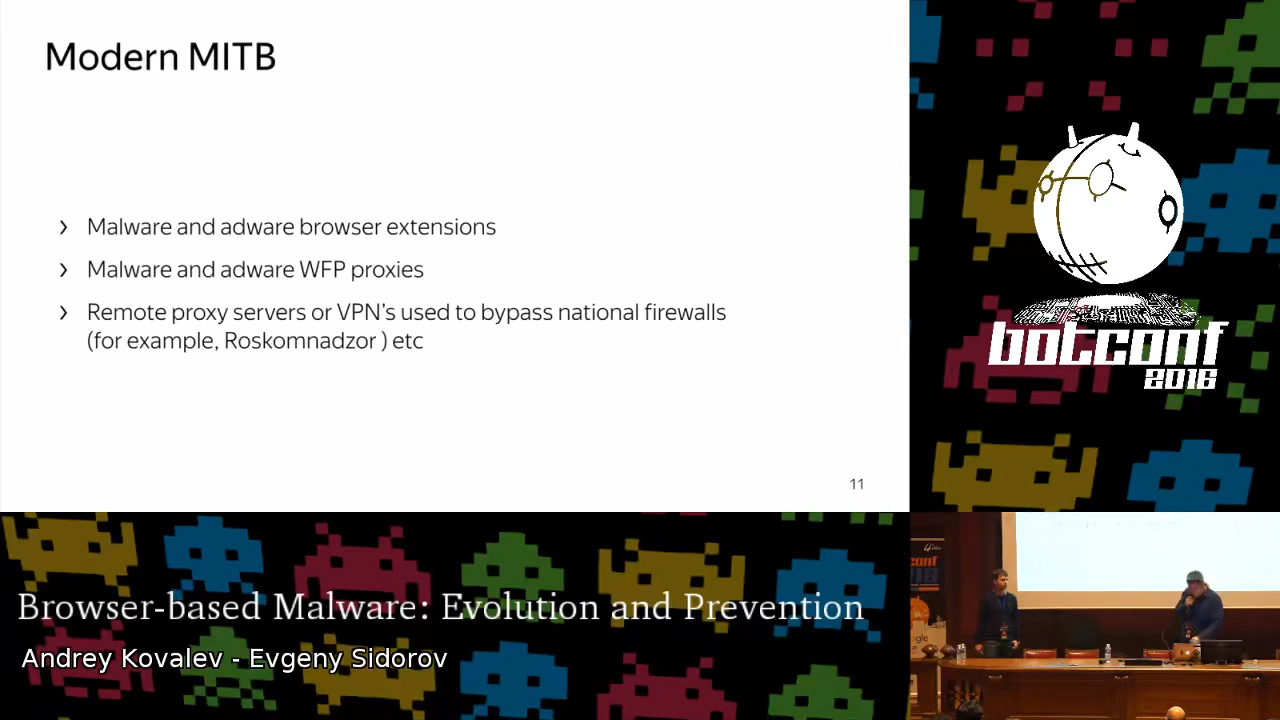 Modern MITB
› Malware and adware browser extensions
› Malware and adware WFP proxies
› Remote proxy servers or VPN's used to bypass national firewalls
(for example, Roskomnadzor ) etc
11
botconf
2016
Browser-based Malware: Evolution and Prevention
Andrey Kovalev - Evgeny Sidorov